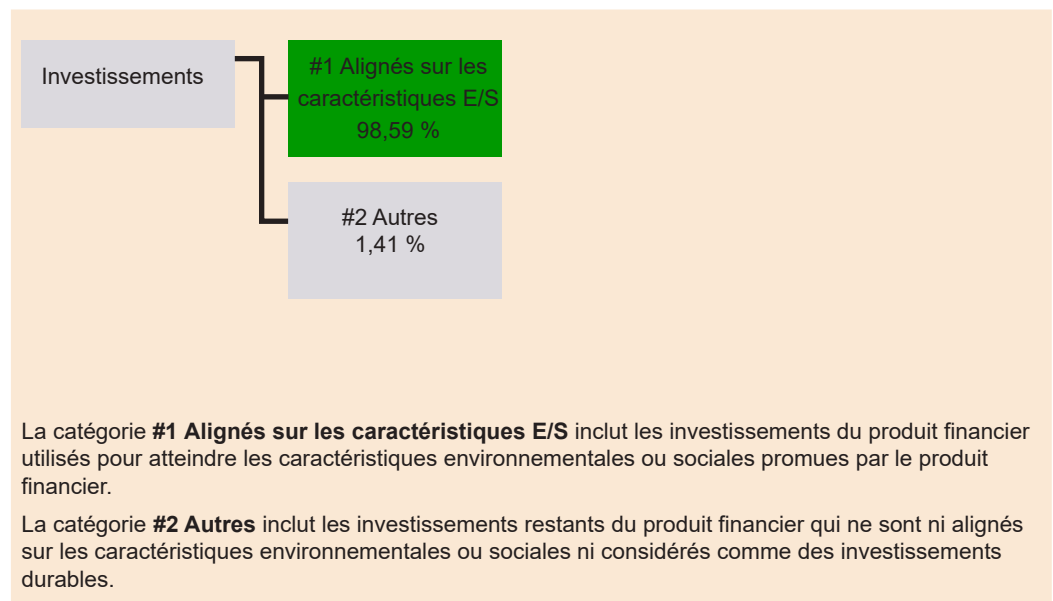 Investissements
#1 Alignés sur les
caractéristiques E/S
98,59 %
#2 Autres
1,41 %
La catégorie #1 Alignés sur les caractéristiques E/S inclut les investissements du produit financier
utilisés pour atteindre les caractéristiques environnementales ou sociales promues par le produit
financier.
La catégorie #2 Autres inclut les investissements restants du produit financier qui ne sont ni alignés
sur les caractéristiques environnementales ou sociales ni considérés comme des investissements
durables.